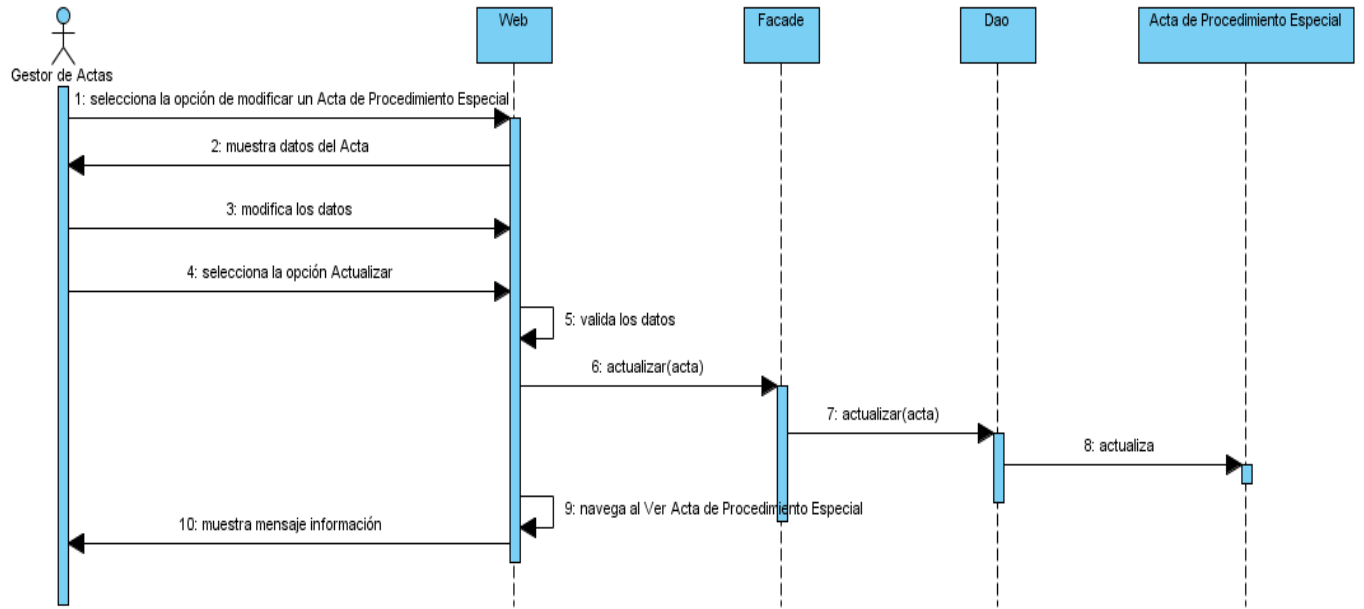 Web
Facade
Dao
Acta de Procedimiento Especial
Gestor de Actas
1: selecciona la opción de modificar un Acta de Procedimiento Especial
2: muestra datos del Acta
3: modifica los datos
4: selecciona la opción Actualizar
5: valida los datos
6: actualizar(acta)
7: actualizar(acta)
8: actualiza
9: navega al Ver Acta de Procedimiento Especial
10: muestra mensaje información